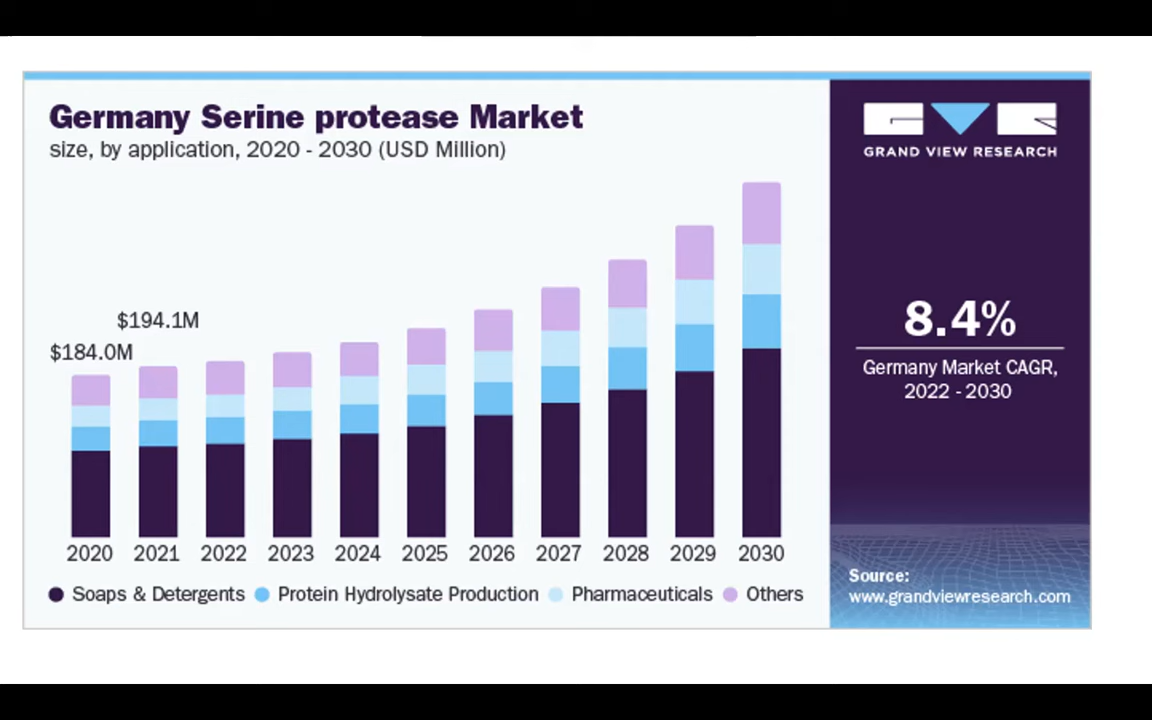 Germany Serine protease Market
size, by application, 2020 - 2030 (USD Million)
$194.1M
$184.0M
2020 2021 2022 2023 2024 2025 2026 2027 2028 2029 2030
Soaps & Detergents Protein Hydrolysate Production Pharmaceuticals Others
GRAND VIEW RESEARCH
8.4%
Germany Market CAGR,
2022 - 2030
Source:
www.grandviewresearch.com